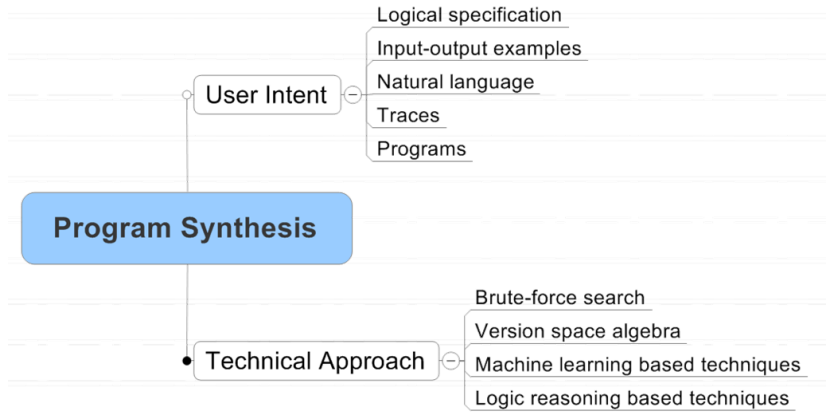 Logical specification
Input-output examples
Natural language
Traces
Programs
User Intent
Program Synthesis
Technical Approach
Brute-force search
Version space algebra
Machine learning based techniques
Logic reasoning based techniques